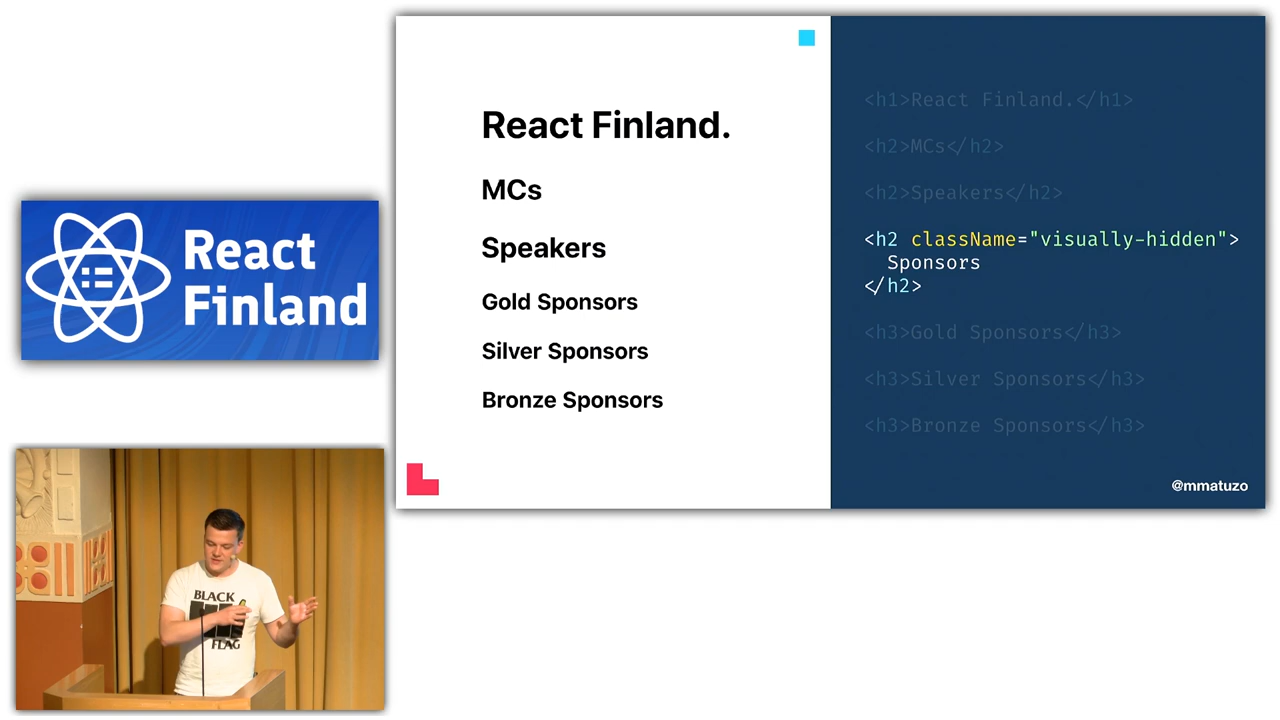 React
Finland
React Finland.
MCs
Speakers
Gold Sponsors
Silver Sponsors
Bronze Sponsors
<h1>React Finland.</h1>
<h2>MCs</h2>
<h2>Speakers</h2>
<h2 className="visually-hidden">
Sponsors
</h2>
<h3>Gold Sponsors</h3>
<h3>Silver Sponsors</h3>
<h3>Bronze Sponsors</h3>
@mmatuzo
BLACK
FLAG